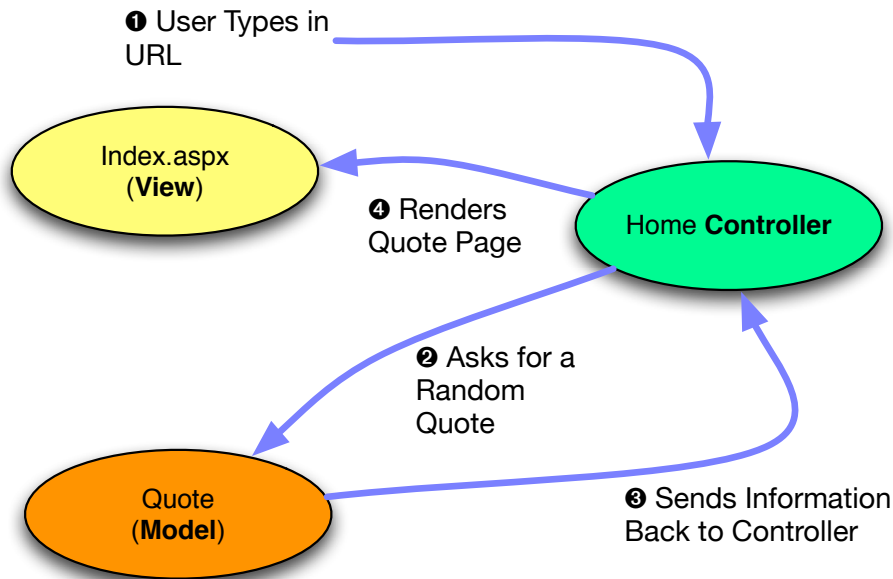 ❶ User Types in
URL
Index.aspx
(View)
❹ Renders
Quote Page
Home Controller
❷ Asks for a
Random
Quote
Quote
(Model)
❸ Sends Information
Back to Controller